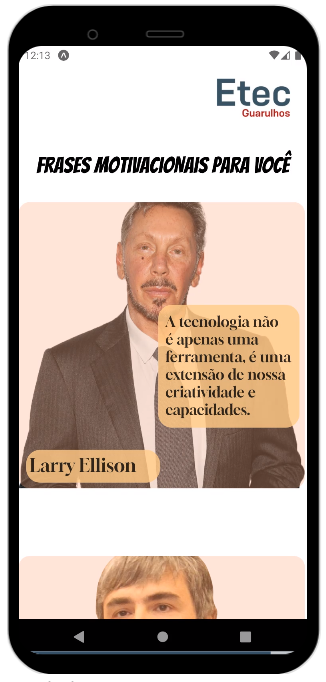 12:13
Etec
Guarulhos
FRASES MOTIVACIONAIS PARA VOCÊ
A tecnologia não
é apenas uma
ferramenta, é uma
extensão de nossa
criatividade e
capacidades.
Larry Ellison